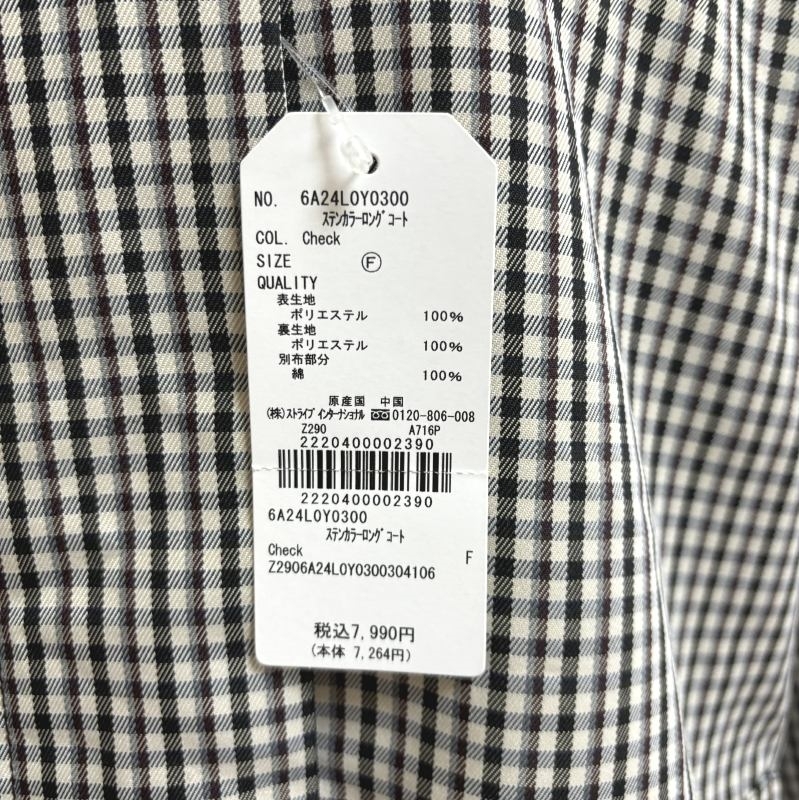 NO. 6A24L0Y0300
ステンカラーロングコート
COL. Check
SIZE Ⓕ
QUALITY
表生地
ポリエステル 100%
裏生地
ポリエステル 100%
別布部分
綿 100%
原産国 中国
(株)ストライプ インターナショナル 0120-806-008
Z290 A716P
2220400002390
2220400002390
6A24L0Y0300
ステンカラーロングコート
Check F
Z2906A24L0Y0300304106
税込7,990円
(本体 7,264円)